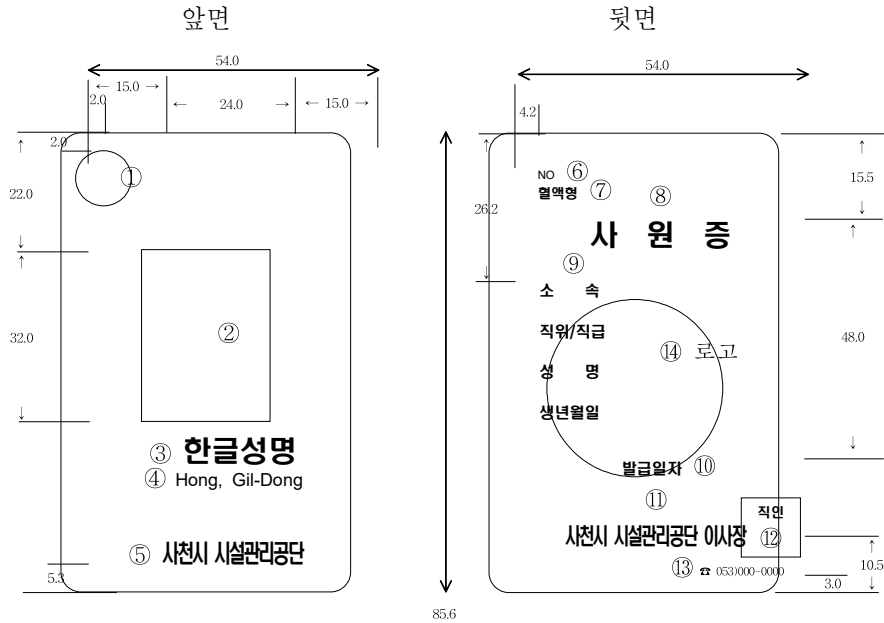 앞면
뒷면
54.0
54.0
← 15.0 →
← 24.0 →
← 15.0 →
2.0
4.2
2.0
①
22.0
NO ⑥
혈액형 ⑦
⑧
15.5
26.2
사 원 증
⑨
소 속
32.0
②
직위/직급
⑭ 로고
48.0
성 명
생년월일
③ 한글성명
④ Hong, Gil-Dong
발급일자 ⑩
⑪
직인
⑤ 사천시 시설관리공단
사천시 시설관리공단 이사장 ⑫
5.3
⑬ ☎ 053)000-0000
10.5
3.0
85.6